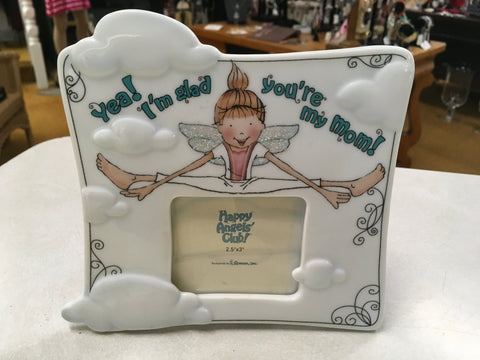 Yea! I'm glad you're my mom!
Happy
Angels'
Club!
2.5"x2"